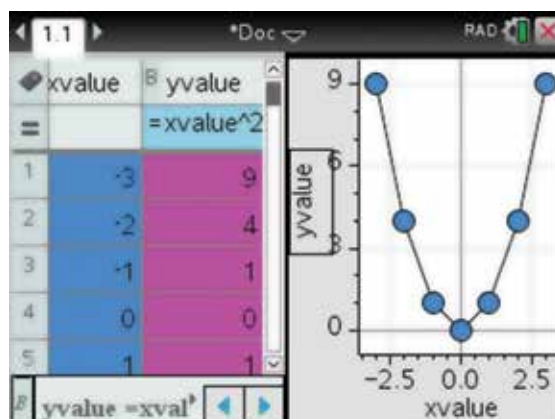 1.1 *Doc RAD
xvalue B yvalue
= =xvalue^2
1 -3 9
2 -2 4
3 -1 1
4 0 0
5 1 1
B yvalue =xval
9
6
3
0
yvalue
-2.5 0.0 2.5
xvalue